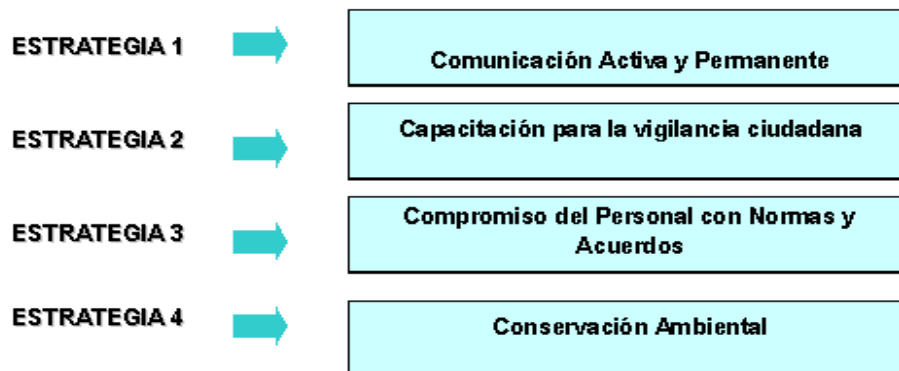 ESTRATEGIA 1
Comunicación Activa y Permanente
ESTRATEGIA 2
Capacitación para la vigilancia ciudadana
ESTRATEGIA 3
Compromiso del Personal con Normas y
Acuerdos
ESTRATEGIA 4
Conservación Ambiental